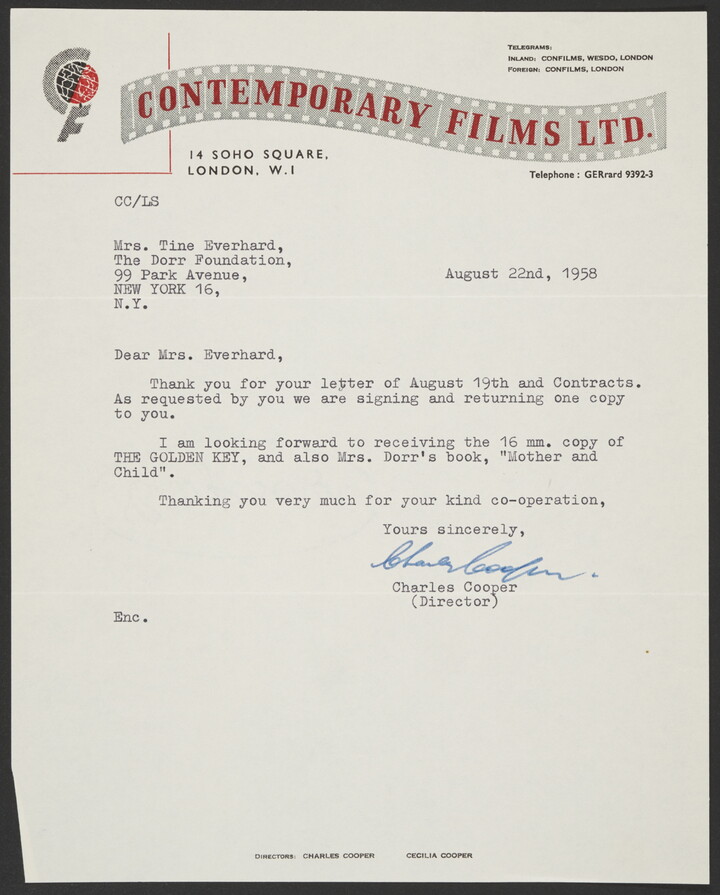 TELEGRAMS:
INLAND: CONFILMS, WESDO, LONDON
FOREIGN: CONFILMS, LONDON
CF
CONTEMPORARY FILMS LTD.
14 SOHO SQUARE,
LONDON, W.1
Telephone : GERrard 9392-3
CC/LS
Mrs. Tine Everhard,
The Dorr Foundation,
99 Park Avenue,
August 22nd, 1958
NEW YORK 16,
N.Y.
Dear Mrs. Everhard,
Thank you for your letter of August 19th and Contracts.
As requested by you we are signing and returning one copy
to you.
I am looking forward to receiving the 16 mm. copy of
THE GOLDEN KEY, and also Mrs. Dorr's book, "Mother and
Child".
Thanking you very much for your kind co-operation,
Yours sincerely,
Charles Cooper.
Charles Cooper
(Director)
Enc.
DIRECTORS: CHARLES COOPER CECILIA COOPER